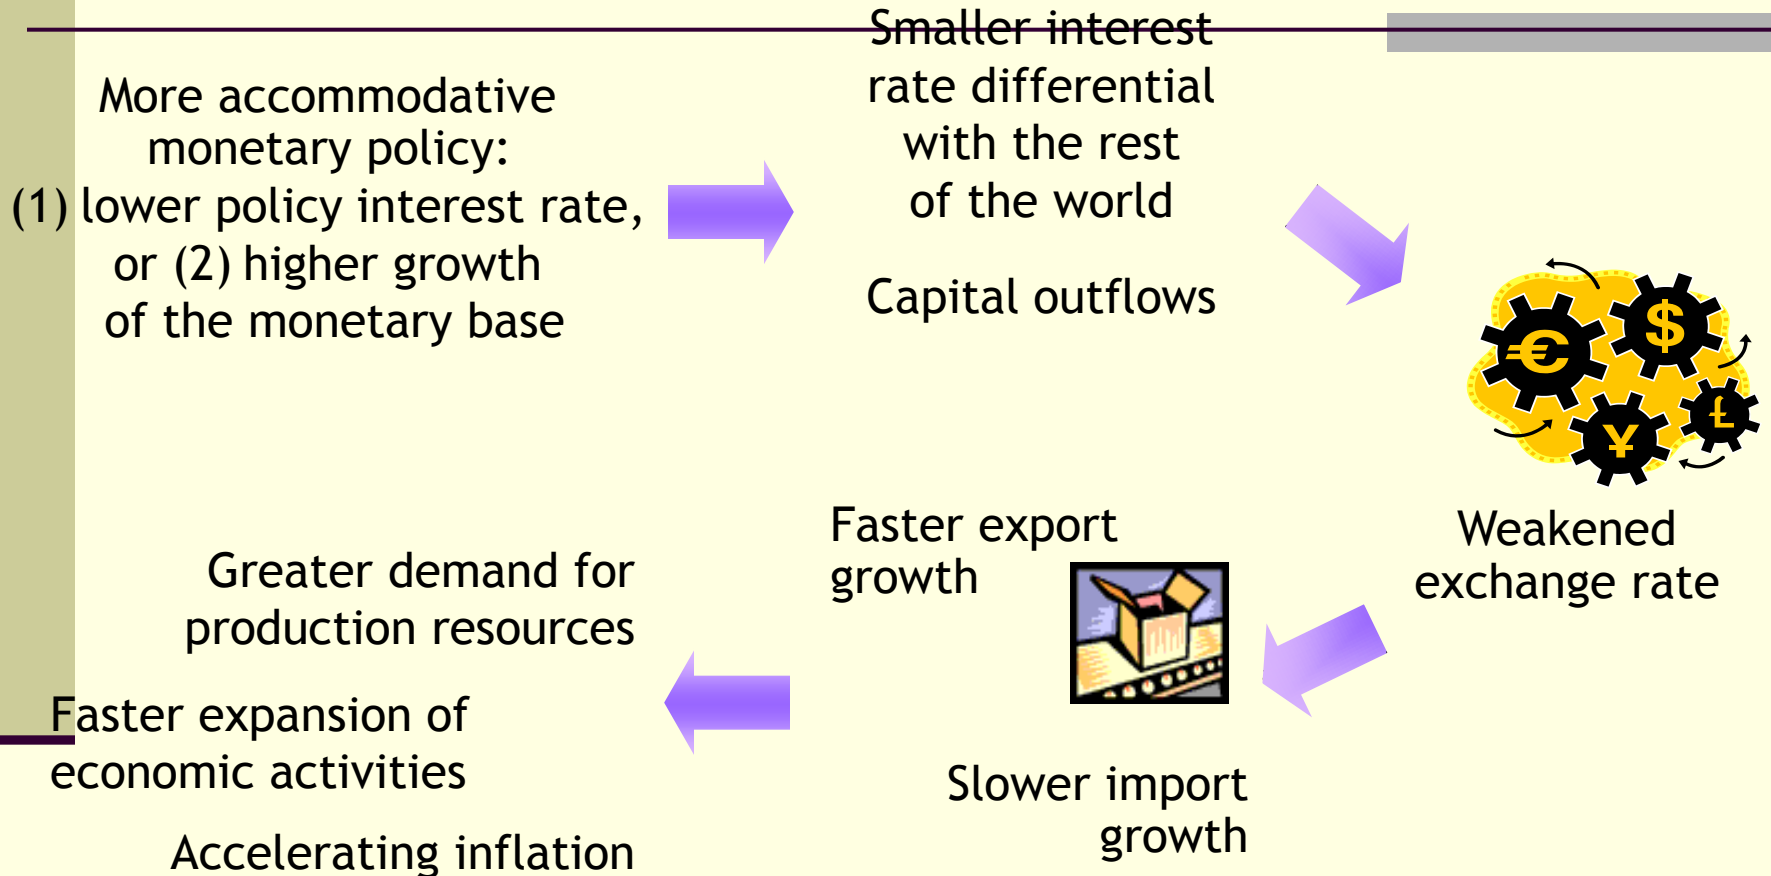 More accommodative
monetary policy:
(1) lower policy interest rate,
or (2) higher growth
of the monetary base
Smaller interest
rate differential
with the rest
of the world
Capital outflows
€
$
¥
£
Weakened
exchange rate
Faster export
growth
Slower import
growth
Greater demand for
production resources
Faster expansion of
economic activities
Accelerating inflation